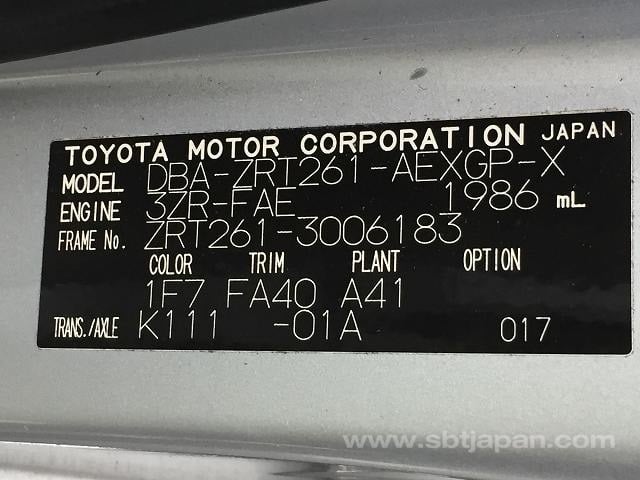 TOYOTA MOTOR CORPORATION JAPAN
MODEL DBA-ZRT261-AEXGP-X
ENGINE 3ZR-FAE 1986 mL
FRAME No. ZRT261-3006183
COLOR TRIM PLANT OPTION
1F7 FA40 A41
TRANS./AXLE K111 -01A 017
www.sbtjapan.com